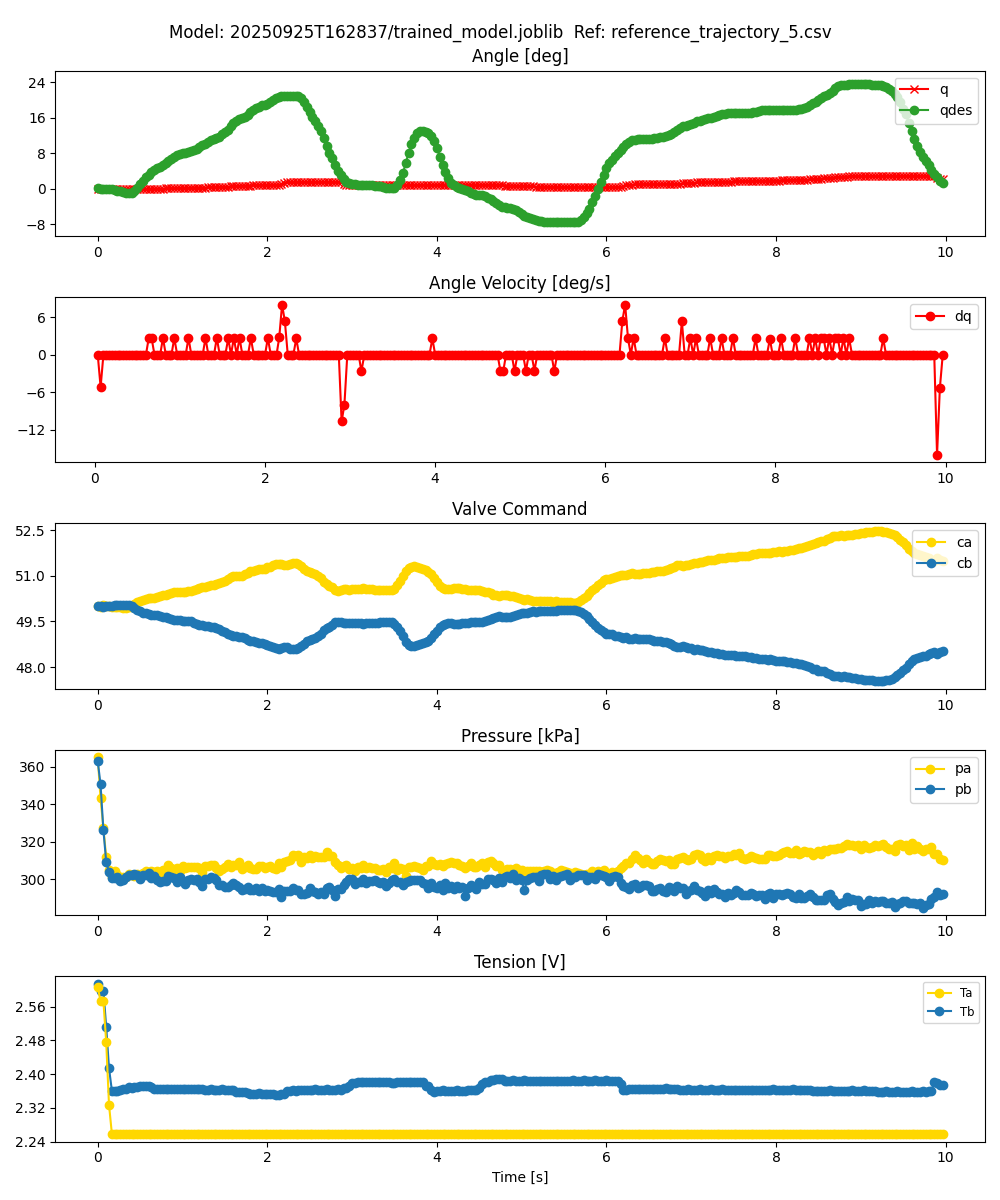 Model: 20250925T162837/trained_model.joblib  Ref: reference_trajectory_5.csv
Angle [deg]
24
16
8
0
−8
q
qdes
0 2 4 6 8 10
Angle Velocity [deg/s]
6
0
−6
−12
dq
0 2 4 6 8 10
Valve Command
52.5
51.0
49.5
48.0
ca
cb
0 2 4 6 8 10
Pressure [kPa]
360
340
320
300
pa
pb
0 2 4 6 8 10
Tension [V]
2.56
2.48
2.40
2.32
2.24
Ta
Tb
0 2 4 6 8 10
Time [s]